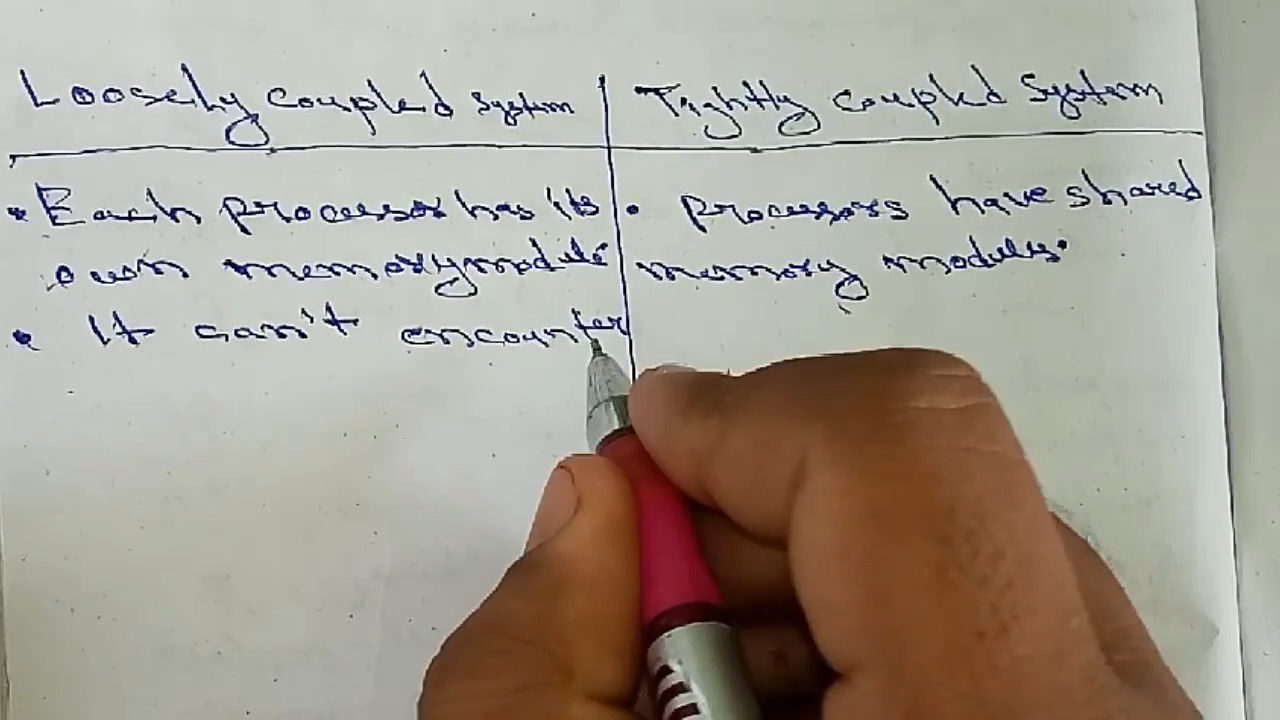 Loosely coupled system
Tightly coupled system
• Each processor has its
own memory module
• It can't encounter
• processors have shared
memory modules.